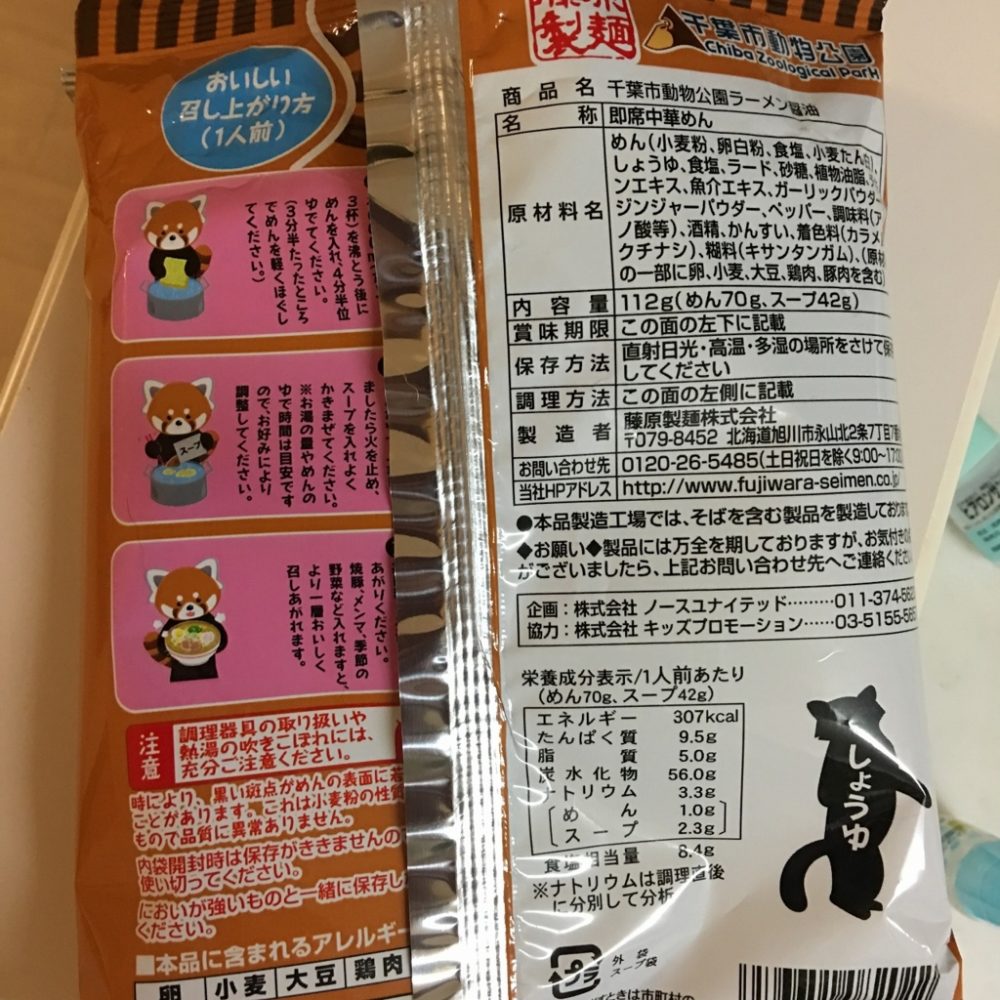 おいしい
召し上がり方
(1人前)
3杯)を沸とう後に
めんを入れ、4分半位
ゆでてください。
(3分半たったところ
でめんを軽くほぐし
てください。)
ましたら火を止め、
スープを入れよく
かきまぜてください。
※お湯の量やめんの
ゆで時間は目安です
ので、お好みにより
調整してください。
スープ
あがりください。
焼豚、メンマ、季節の
野菜など入れますと、
より一層おいしく
召しあがれます。
注意
調理器具の取り扱いや
熱湯の吹きこぼれには、
充分ご注意ください。
時により、黒い斑点がめんの表面に
ことがあります。これは小麦粉の性質
もので品質に異常ありません。
内袋開封時は保存がききませんの
使い切ってください。
においが強いものと一緒に保存し
ください。
■本品に含まれるアレルギー
卵 小麦 大豆 鶏肉
製麺
千葉市動物公園
Chiba Zoological Park
商品名 千葉市動物公園ラーメン醤油
名称 即席中華めん
原材料名
めん(小麦粉、卵白粉、食塩、小麦たん白)、
しょうゆ、食塩、ラード、砂糖、植物油脂、
ンエキス、魚介エキス、ガーリックパウダー
ジンジャーパウダー、ペッパー、調味料(アミ
ノ酸等)、酒精、かんすい、着色料(カラメル
クチナシ)、糊料(キサンタンガム)、(原材
の一部に卵、小麦、大豆、鶏肉、豚肉を含む)
内容量 112g(めん70g、スープ42g)
賞味期限 この面の左下に記載
保存方法 直射日光・高温・多湿の場所をさけて保
してください
調理方法 この面の左側に記載
製造者 藤原製麺株式会社
〒079-8452 北海道旭川市永山北2条7丁目7
お問い合わせ先 0120-26-5485(土日祝日を除く9:00〜17:00
当社HPアドレス http://www.fujiwara-seimen.co.jp/
●本品製造工場では、そばを含む製品を製造しております
◆お願い◆製品には万全を期しておりますが、お気付きの
がございましたら、上記お問い合わせ先へご連絡ください
企画:株式会社 ノースユナイテッド………011-374-562
協力:株式会社 キッズプロモーション……03-5155-56
栄養成分表示/1人前あたり
(めん70g、スープ42g)
エネルギー 307kcal
たんぱく質 9.5g
脂質 5.0g
炭水化物 56.0g
ナトリウム 3.3g
めん 1.0g
スープ 2.3g
食塩相当量 8.4g
※ナトリウムは調理直後
に分別して分析
しょうゆ
プラ
外袋
スープ袋
ときは市町村の